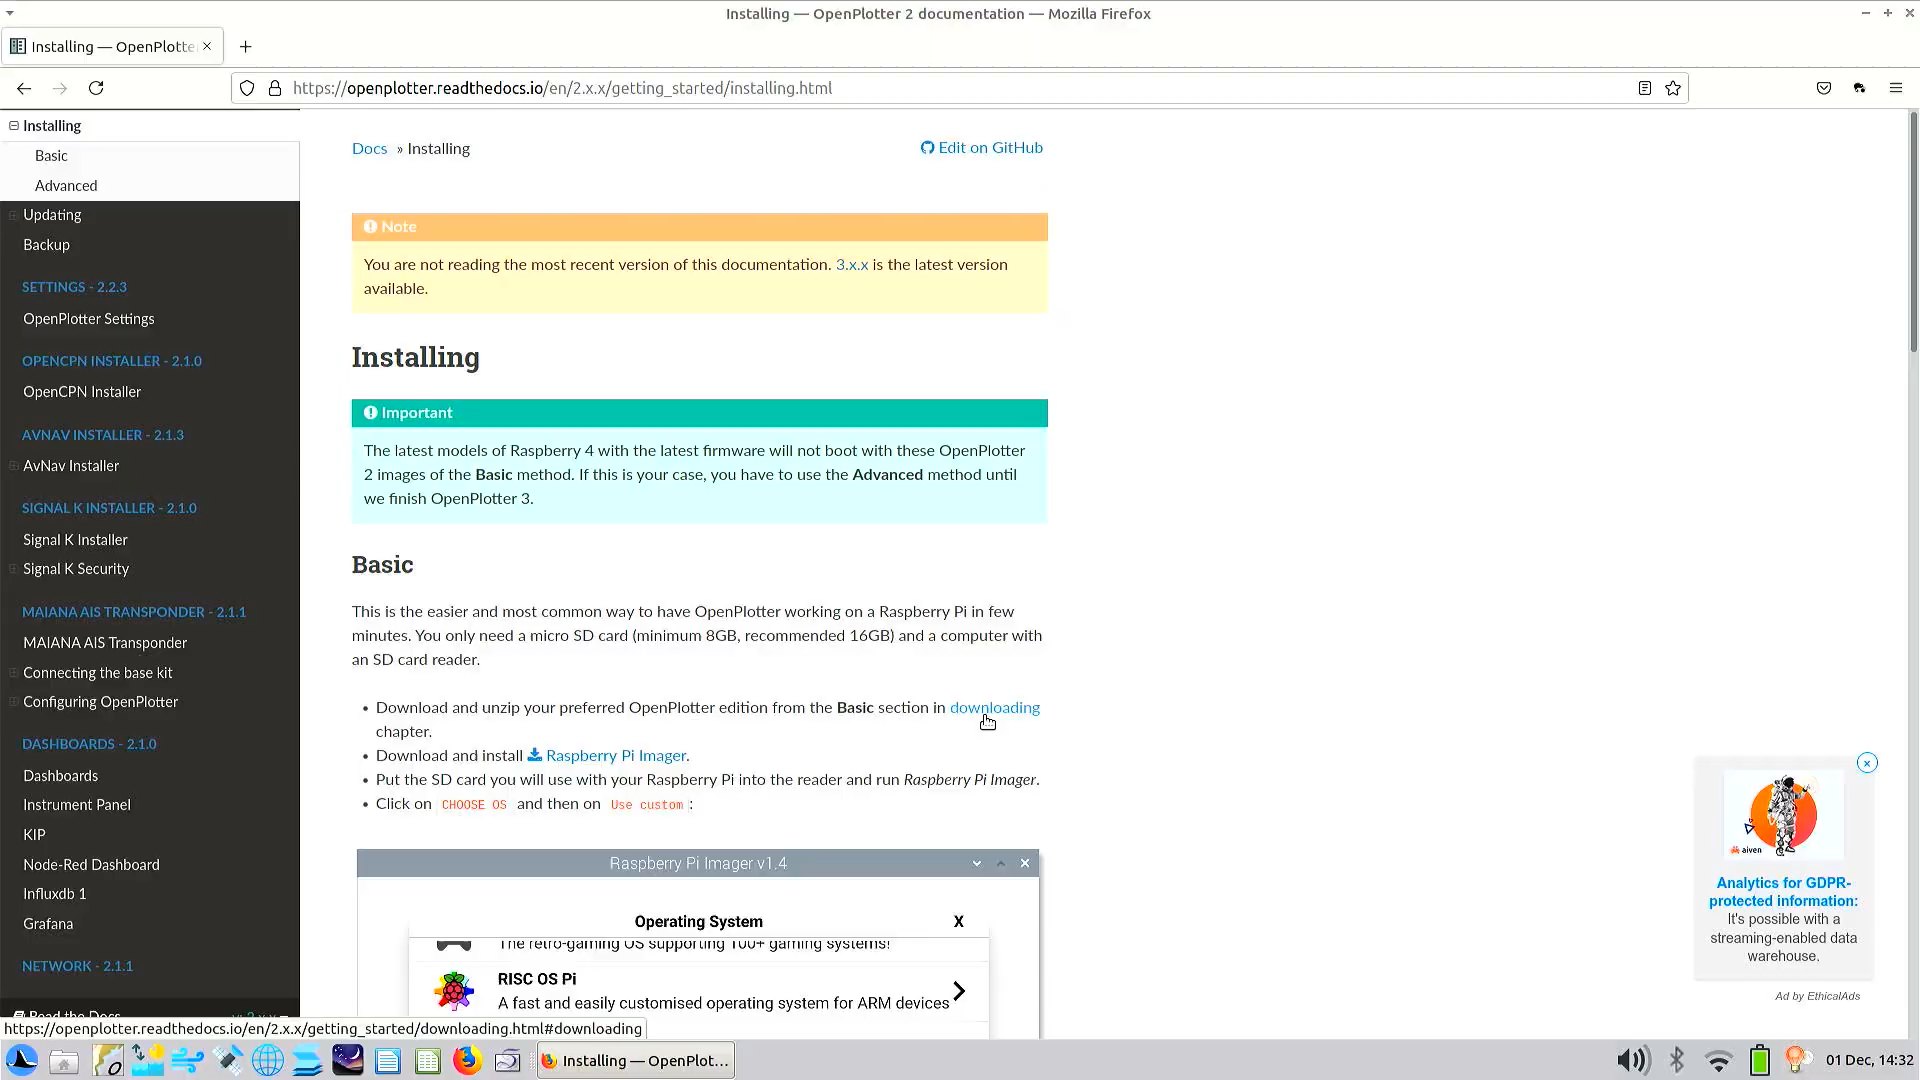 Installing — OpenPlotter 2 documentation — Mozilla Firefox
Installing — OpenPlotte
https://openplotter.readthedocs.io/en/2.x.x/getting_started/installing.html
Installing
Basic
Advanced
Updating
Backup
SETTINGS - 2.2.3
OpenPlotter Settings
OPENCPN INSTALLER - 2.1.0
OpenCPN Installer
AVNAV INSTALLER - 2.1.3
AvNav Installer
SIGNAL K INSTALLER - 2.1.0
Signal K Installer
Signal K Security
MAIANA AIS TRANSPONDER - 2.1.1
MAIANA AIS Transponder
Connecting the base kit
Configuring OpenPlotter
DASHBOARDS - 2.1.0
Dashboards
Instrument Panel
KIP
Node-Red Dashboard
Influxdb 1
Grafana
NETWORK - 2.1.1
Read the Docs
Docs » Installing
Edit on GitHub
Note
You are not reading the most recent version of this documentation. 3.x.x is the latest version
available.
Installing
Important
The latest models of Raspberry 4 with the latest firmware will not boot with these OpenPlotter
2 images of the Basic method. If this is your case, you have to use the Advanced method until
we finish OpenPlotter 3.
Basic
This is the easier and most common way to have OpenPlotter working on a Raspberry Pi in few
minutes. You only need a micro SD card (minimum 8GB, recommended 16GB) and a computer with
an SD card reader.
• Download and unzip your preferred OpenPlotter edition from the Basic section in downloading
chapter.
• Download and install Raspberry Pi Imager.
• Put the SD card you will use with your Raspberry Pi into the reader and run Raspberry Pi Imager.
• Click on CHOOSE OS and then on Use custom :
Raspberry Pi Imager v1.4
Operating System
X
The retro-gaming OS supporting 100+ gaming systems!
RISC OS Pi
A fast and easily customised operating system for ARM devices
aiven
Analytics for GDPR-
protected information:
It's possible with a
streaming-enabled data
warehouse.
Ad by EthicalAds
https://openplotter.readthedocs.io/en/2.x.x/getting_started/downloading.html#downloading
Installing — OpenPlot...
01 Dec, 14:32